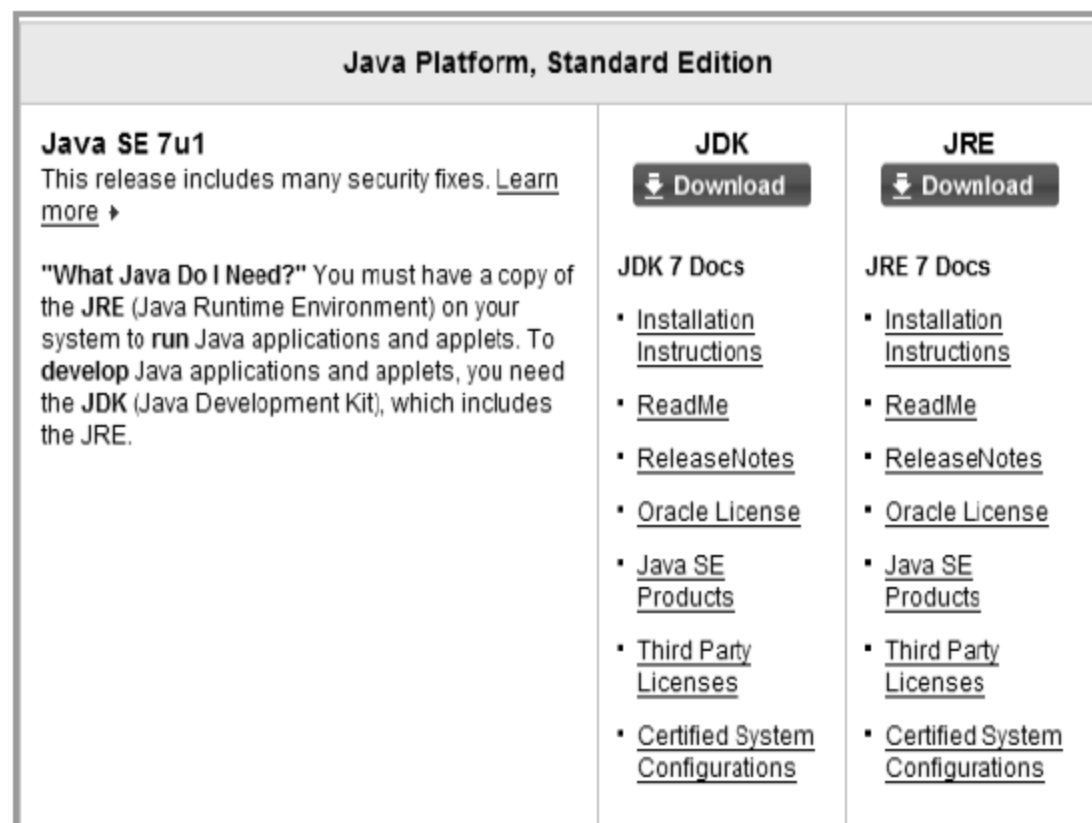 Java Platform, Standard Edition
Java SE 7u1
This release includes many security fixes. Learn
more
"What Java Do I Need?" You must have a copy of
the JRE (Java Runtime Environment) on your
system to run Java applications and applets. To
develop Java applications and applets, you need
the JDK (Java Development Kit), which includes
the JRE.
JDK
Download
JDK 7 Docs
Installation
Instructions
ReadMe
ReleaseNotes
Oracle License
Java SE
Products
Third Party
Licenses
Certified System
Configurations
JRE
Download
JRE 7 Docs
Installation
Instructions
ReadMe
ReleaseNotes
Oracle License
Java SE
Products
Third Party
Licenses
Certified System
Configurations